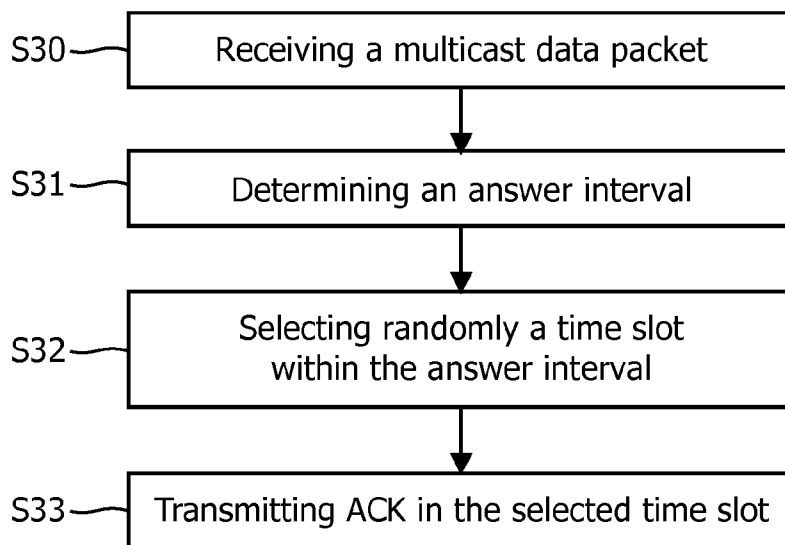 S30 Receiving a multicast data packet
S31 Determining an answer interval
S32 Selecting randomly a time slot
within the answer interval
S33 Transmitting ACK in the selected time slot